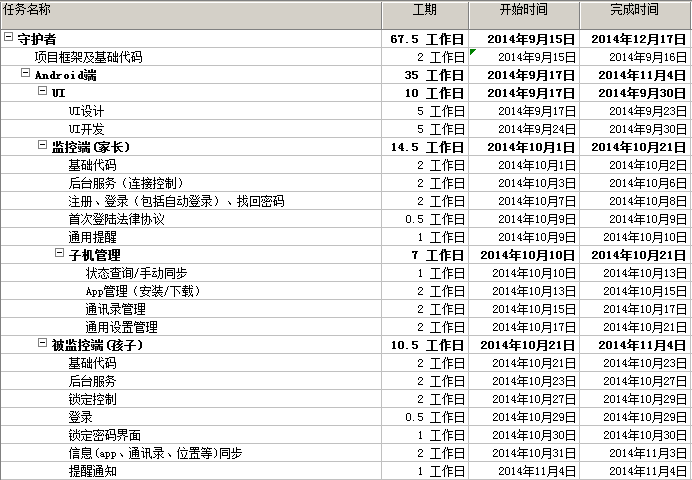 任务名称 工期 开始时间 完成时间
守护者 67.5 工作日 2014年9月15日 2014年12月17日
项目框架及基础代码 2 工作日 2014年9月15日 2014年9月16日
Android端 35 工作日 2014年9月17日 2014年11月4日
UI 10 工作日 2014年9月17日 2014年9月30日
UI设计 5 工作日 2014年9月17日 2014年9月23日
UI开发 5 工作日 2014年9月24日 2014年9月30日
监控端(家长) 14.5 工作日 2014年10月1日 2014年10月21日
基础代码 2 工作日 2014年10月1日 2014年10月2日
后台服务（连接控制） 2 工作日 2014年10月3日 2014年10月6日
注册、登录（包括自动登录）、找回密码 2 工作日 2014年10月7日 2014年10月8日
首次登陆法律协议 0.5 工作日 2014年10月9日 2014年10月9日
通用提醒 1 工作日 2014年10月9日 2014年10月10日
子机管理 7 工作日 2014年10月10日 2014年10月21日
状态查询/手动同步 1 工作日 2014年10月10日 2014年10月13日
App管理（安装/下载） 2 工作日 2014年10月13日 2014年10月15日
通讯录管理 2 工作日 2014年10月15日 2014年10月17日
通用设置管理 2 工作日 2014年10月17日 2014年10月21日
被监控端(孩子) 10.5 工作日 2014年10月21日 2014年11月4日
基础代码 2 工作日 2014年10月21日 2014年10月23日
后台服务 2 工作日 2014年10月23日 2014年10月27日
锁定控制 2 工作日 2014年10月27日 2014年10月29日
登录 0.5 工作日 2014年10月29日 2014年10月29日
锁定密码界面 1 工作日 2014年10月30日 2014年10月30日
信息(app、通讯录、位置等)同步 2 工作日 2014年10月31日 2014年11月3日
提醒通知 1 工作日 2014年11月4日 2014年11月4日